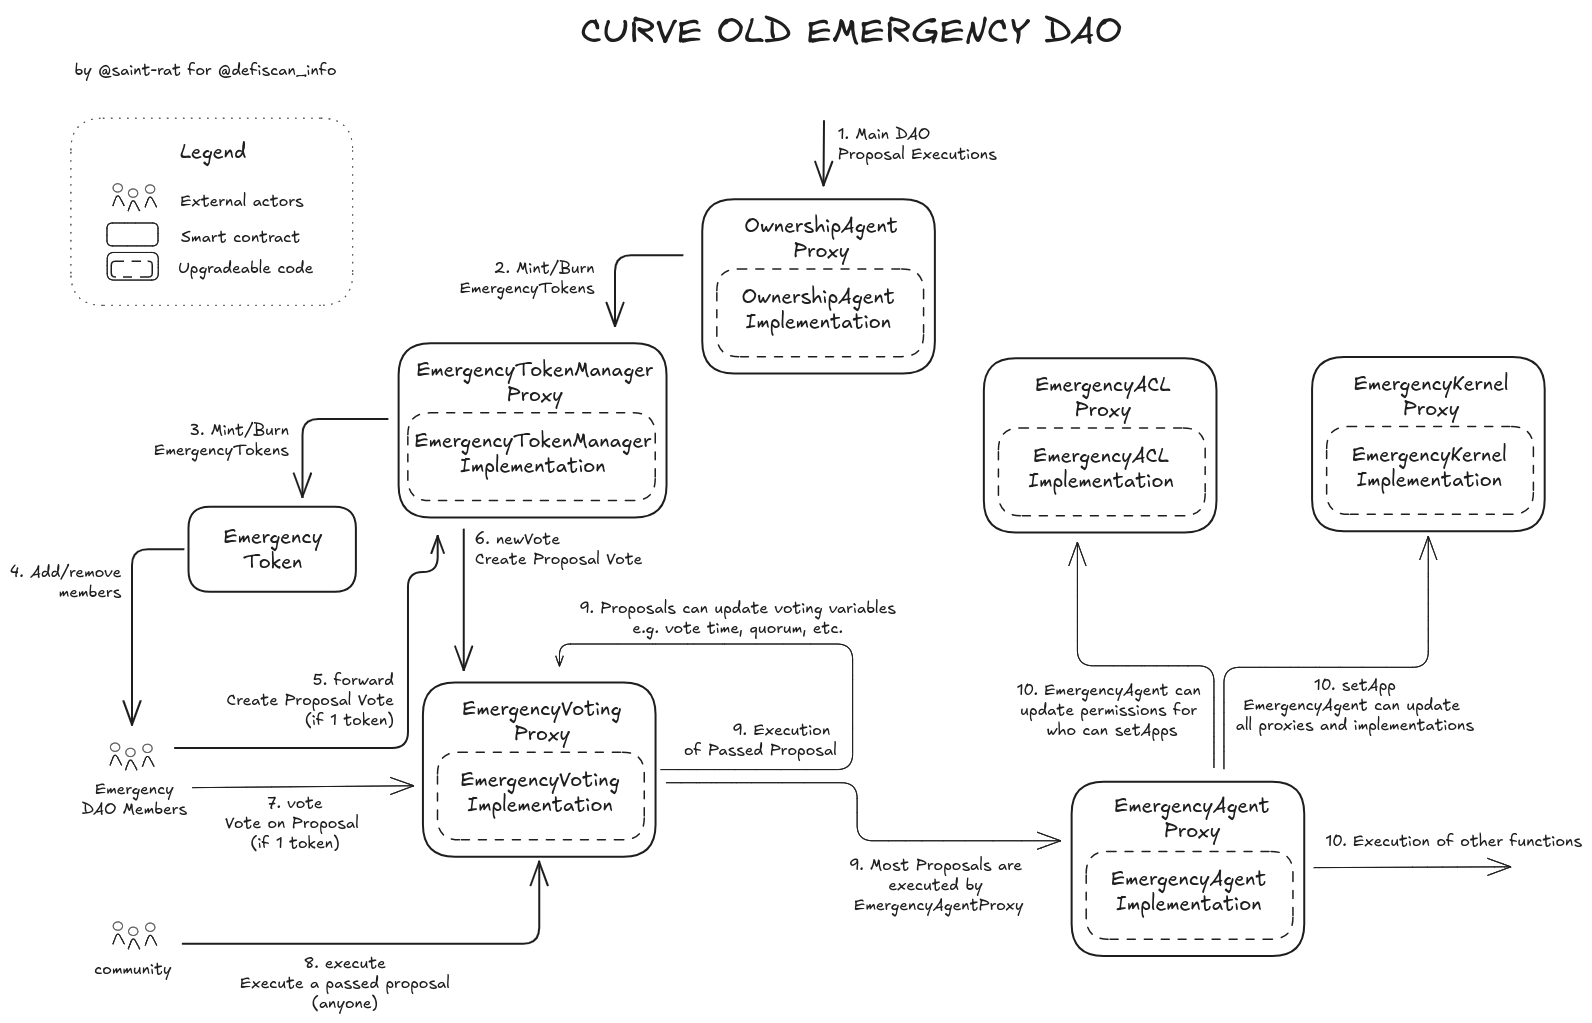 CURVE OLD EMERGENCY DAO
by @saint-rat for @defiscan_info
Legend
External actors
Smart contract
Upgradeable code
1. Main DAO
Proposal Executions
OwnershipAgent
Proxy
OwnershipAgent
Implementation
2. Mint/Burn
EmergencyTokens
EmergencyTokenManager
Proxy
EmergencyTokenManager
Implementation
3. Mint/Burn
EmergencyTokens
Emergency
Token
4. Add/remove
members
EmergencyACL
Proxy
EmergencyACL
Implementation
EmergencyKernel
Proxy
EmergencyKernel
Implementation
6. newVote
Create Proposal Vote
9. Proposals can update voting variables
e.g. vote time, quorum, etc.
5. forward
Create Proposal Vote
(if 1 token)
EmergencyVoting
Proxy
EmergencyVoting
Implementation
9. Execution
of Passed Proposal
10. EmergencyAgent can
update permissions for
who can setApps
10. setApp
EmergencyAgent can update
all proxies and implementations
Emergency
DAO Members
7. vote
Vote on Proposal
(if 1 token)
9. Most Proposals are
executed by
EmergencyAgentProxy
EmergencyAgent
Proxy
EmergencyAgent
Implementation
10. Execution of other functions
community
8. execute
Execute a passed proposal
(anyone)